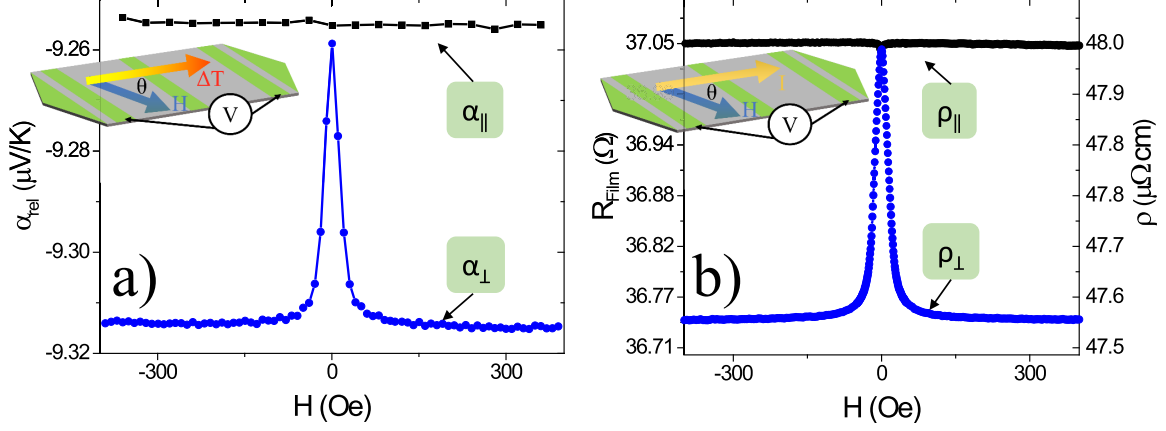 -9.26
-9.28
-9.30
-9.32
α_rel (μV/K)
ΔT
θ
H
V
α_∥
α_⊥
a)
-300
0
300
H (Oe)
37.05
36.94
36.88
36.82
36.77
36.71
R_Film (Ω)
I
θ
H
V
ρ_∥
ρ_⊥
b)
-300
0
300
H (Oe)
48.0
47.9
47.8
47.8
47.7
47.6
47.5
ρ (μΩcm)